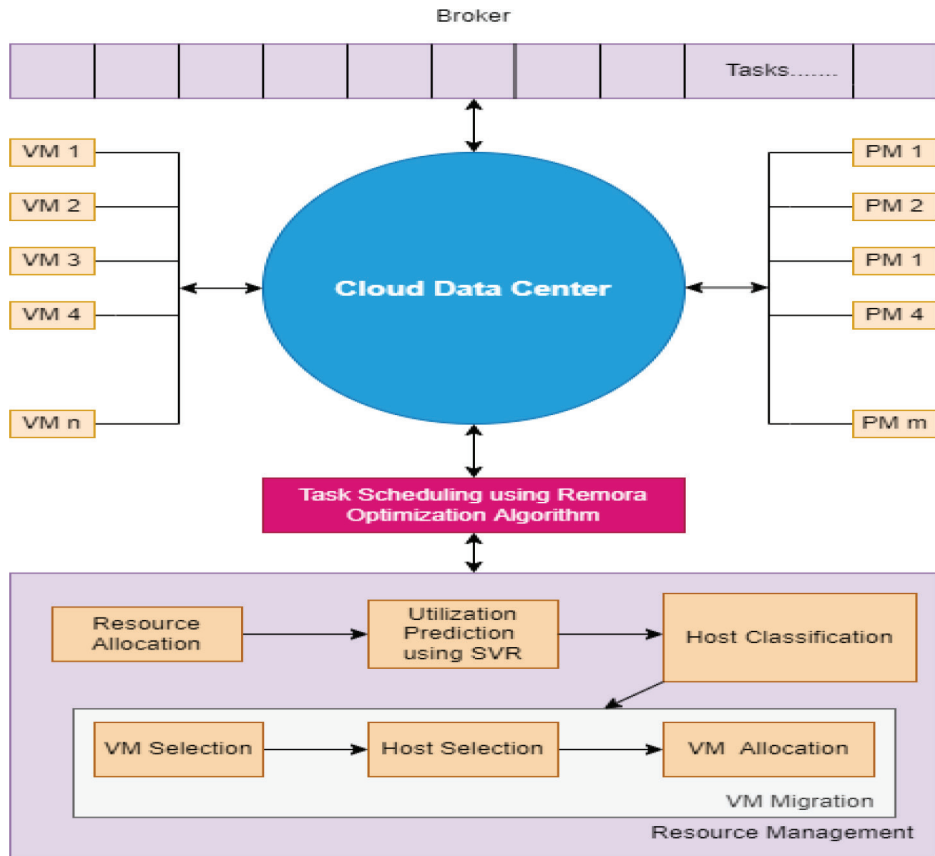 Broker
Tasks.......
VM 1
VM 2
VM 3
VM 4
VM n
PM 1
PM 2
PM 1
PM 4
PM m
Cloud Data Center
Task Scheduling using Remora
Optimization Algorithm
Resource
Allocation
Utilization
Prediction
using SVR
Host Classification
VM Selection
Host Selection
VM Allocation
VM Migration
Resource Management